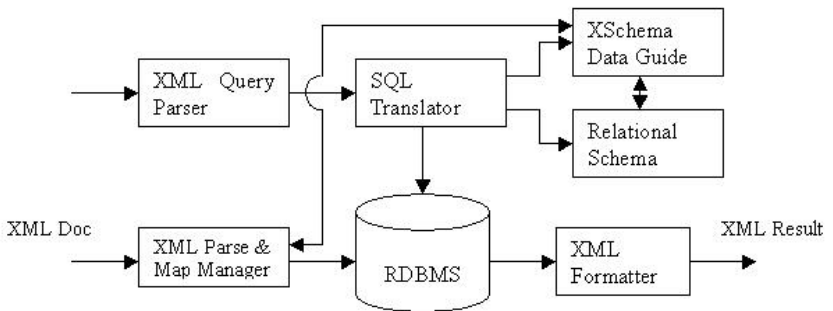 XSchema
Data Guide
XML Query
Parser
SQL
Translator
Relational
Schema
XML Doc
XML Parse &
Map Manager
RDBMS
XML
Formatter
XML Result